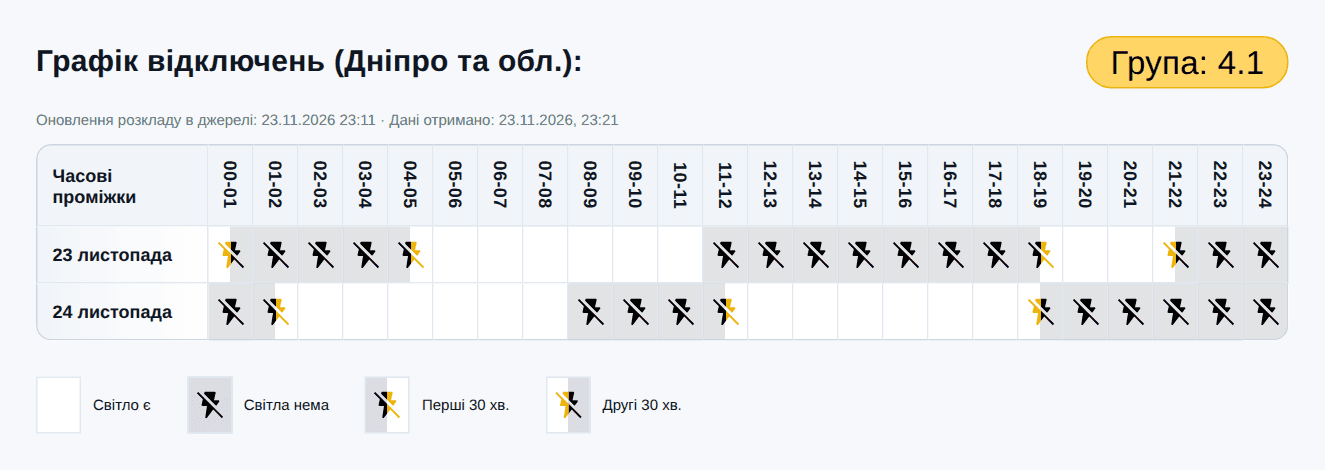 Графік відключень (Дніпро та обл.):
Група: 4.1
Оновлення розкладу в джерелі: 23.11.2026 23:11 · Дані отримано: 23.11.2026, 23:21
Часові
проміжки
00-01
01-02
02-03
03-04
04-05
05-06
06-07
07-08
08-09
09-10
10-11
11-12
12-13
13-14
14-15
15-16
16-17
17-18
18-19
19-20
20-21
21-22
22-23
23-24
23 листопада
24 листопада
Світло є
Світла нема
Перші 30 хв.
Другі 30 хв.